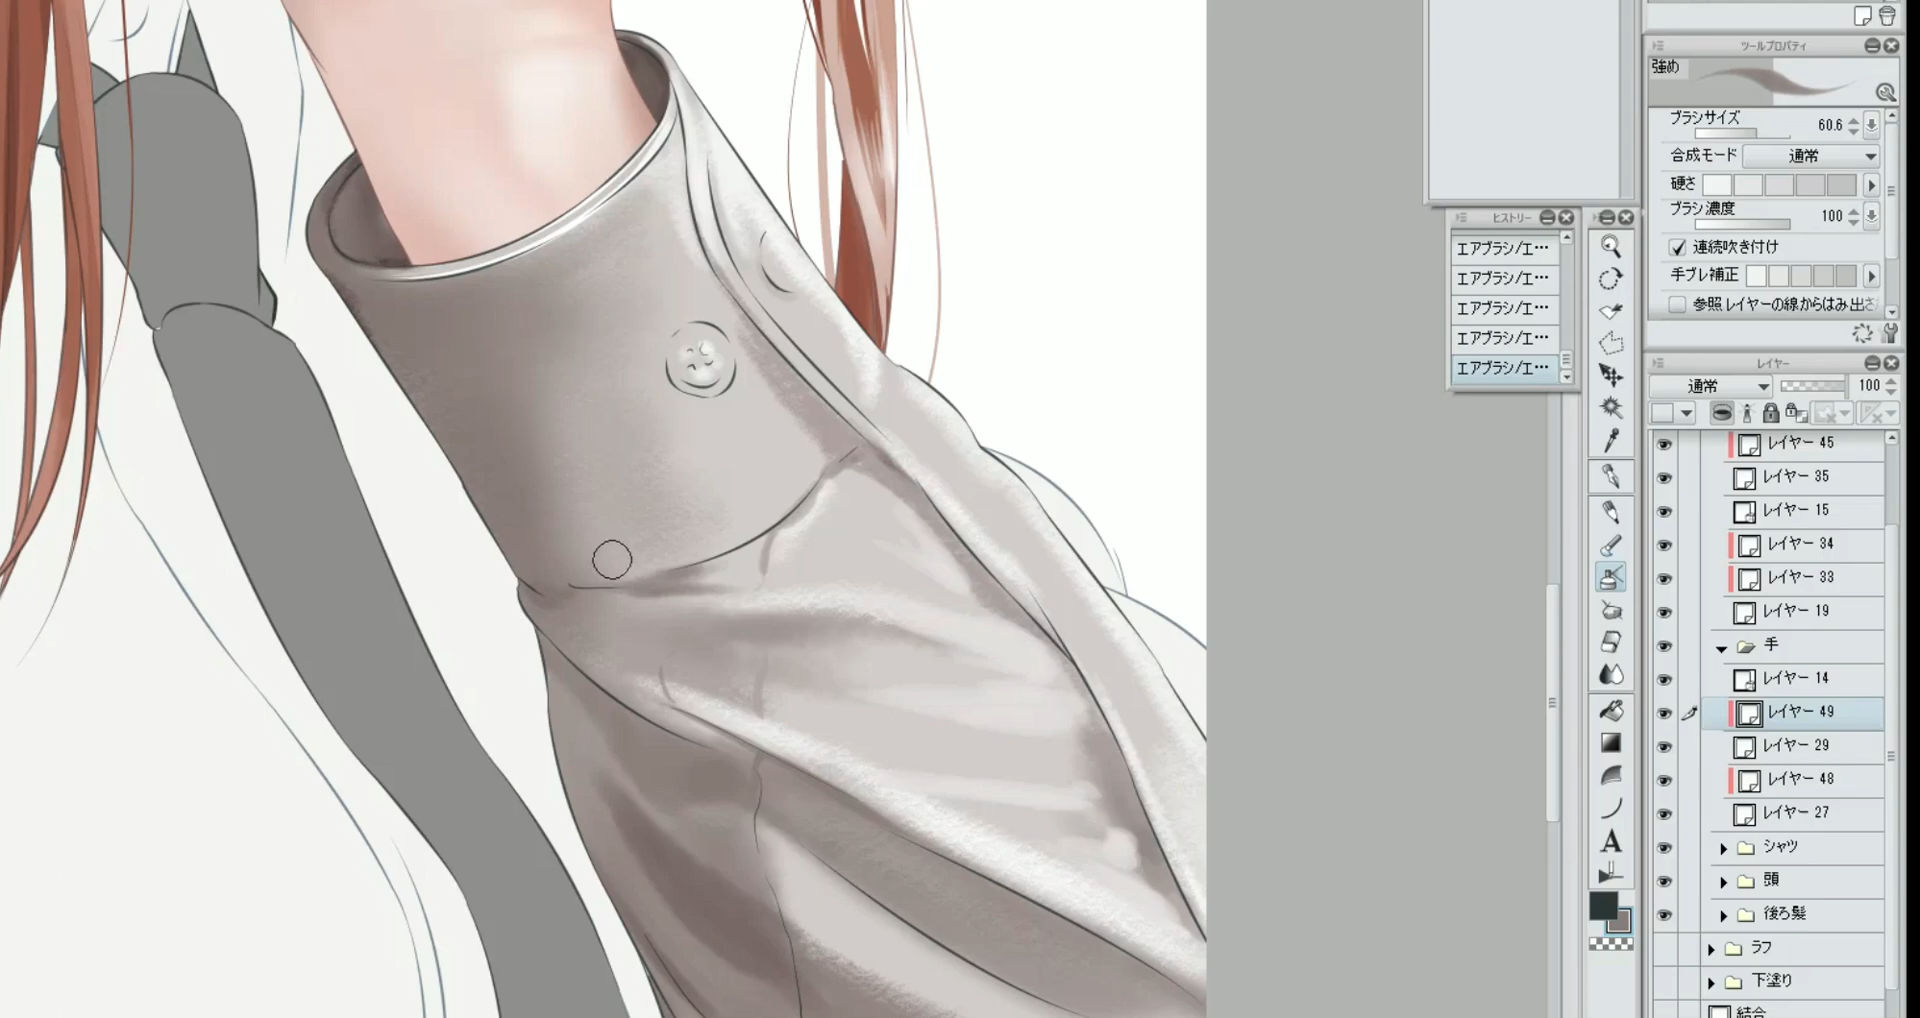 ツールプロパティ
強め
ブラシサイズ 60.6
合成モード 通常
硬さ
ブラシ濃度 100
連続吹き付け
手ブレ補正
参照レイヤーの線からはみ出さ
ヒストリー
エアブラシ/エ…
エアブラシ/エ…
エアブラシ/エ…
エアブラシ/エ…
エアブラシ/エ…
レイヤー
通常 100
レイヤー 45
レイヤー 35
レイヤー 15
レイヤー 34
レイヤー 33
レイヤー 19
手
レイヤー 14
レイヤー 49
レイヤー 29
レイヤー 48
レイヤー 27
シャツ
頭
後ろ髪
ラフ
下塗り
結合
A